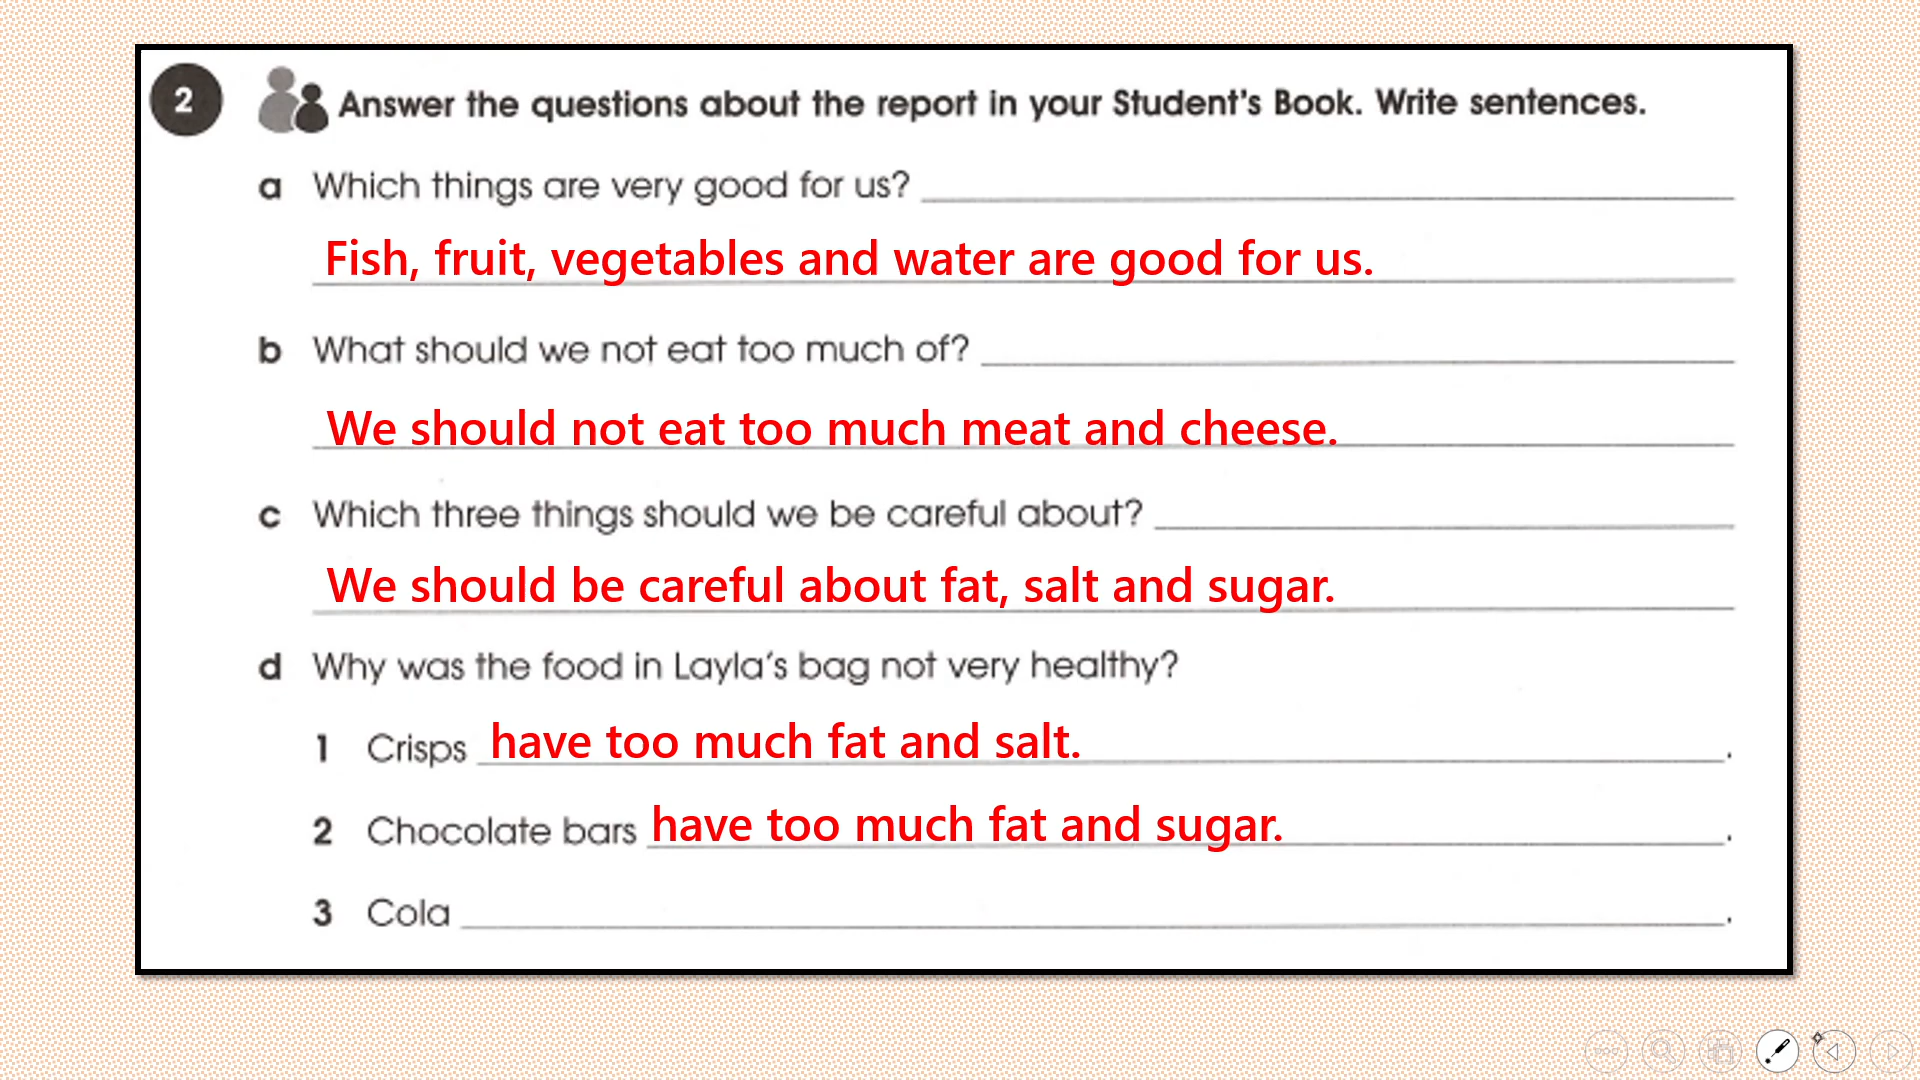 2 Answer the questions about the report in your Student's Book. Write sentences.
a Which things are very good for us?
Fish, fruit, vegetables and water are good for us.
b What should we not eat too much of?
We should not eat too much meat and cheese.
c Which three things should we be careful about?
We should be careful about fat, salt and sugar.
d Why was the food in Layla's bag not very healthy?
1 Crisps have too much fat and salt. .
2 Chocolate bars have too much fat and sugar. .
3 Cola .